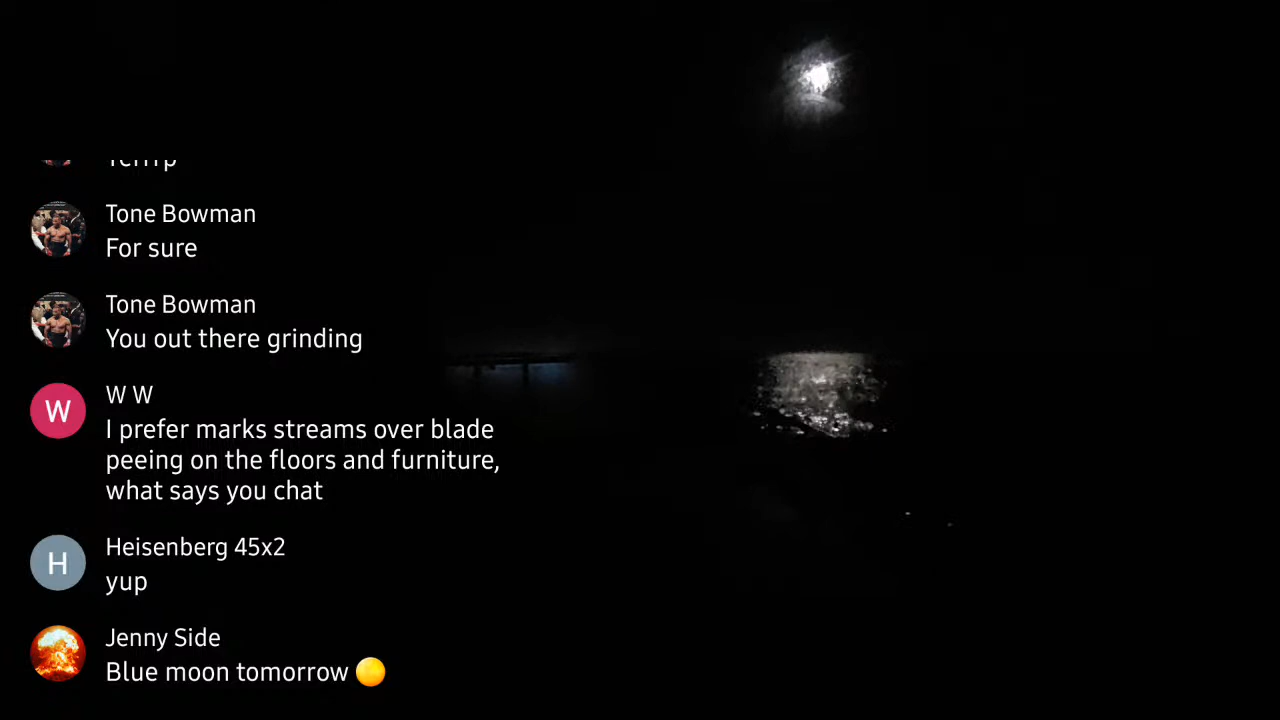 Tone Bowman
For sure
Tone Bowman
You out there grinding
W
W W
I prefer marks streams over blade
peeing on the floors and furniture,
what says you chat
H
Heisenberg 45x2
yup
Jenny Side
Blue moon tomorrow 🟡